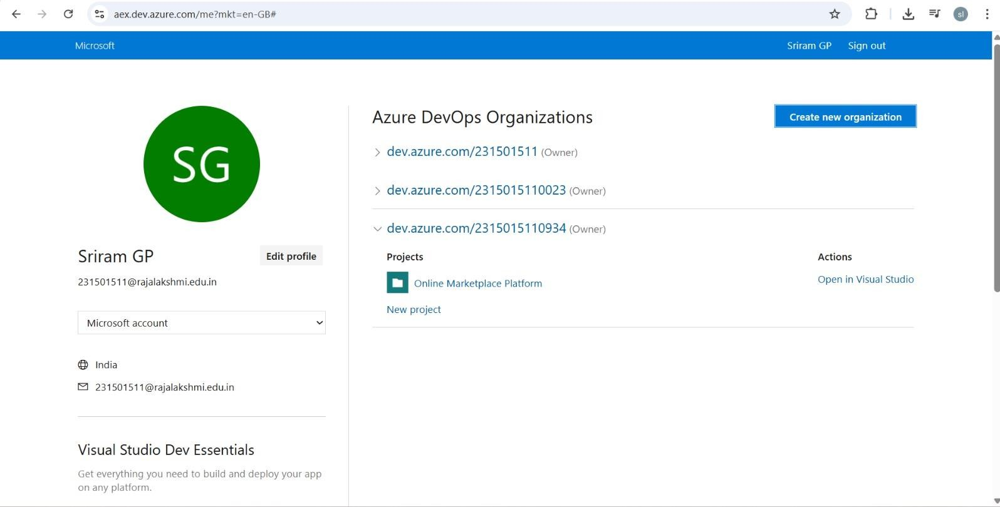 aex.dev.azure.com/me?mkt=en-GB#
sl
Microsoft
Sriram GP
Sign out
SG
Sriram GP
Edit profile
231501511@rajalakshmi.edu.in
Microsoft account
India
231501511@rajalakshmi.edu.in
Visual Studio Dev Essentials
Get everything you need to build and deploy your app
on any platform.
Azure DevOps Organizations
Create new organization
dev.azure.com/231501511 (Owner)
dev.azure.com/2315015110023 (Owner)
dev.azure.com/2315015110934 (Owner)
Projects
Actions
Online Marketplace Platform
Open in Visual Studio
New project